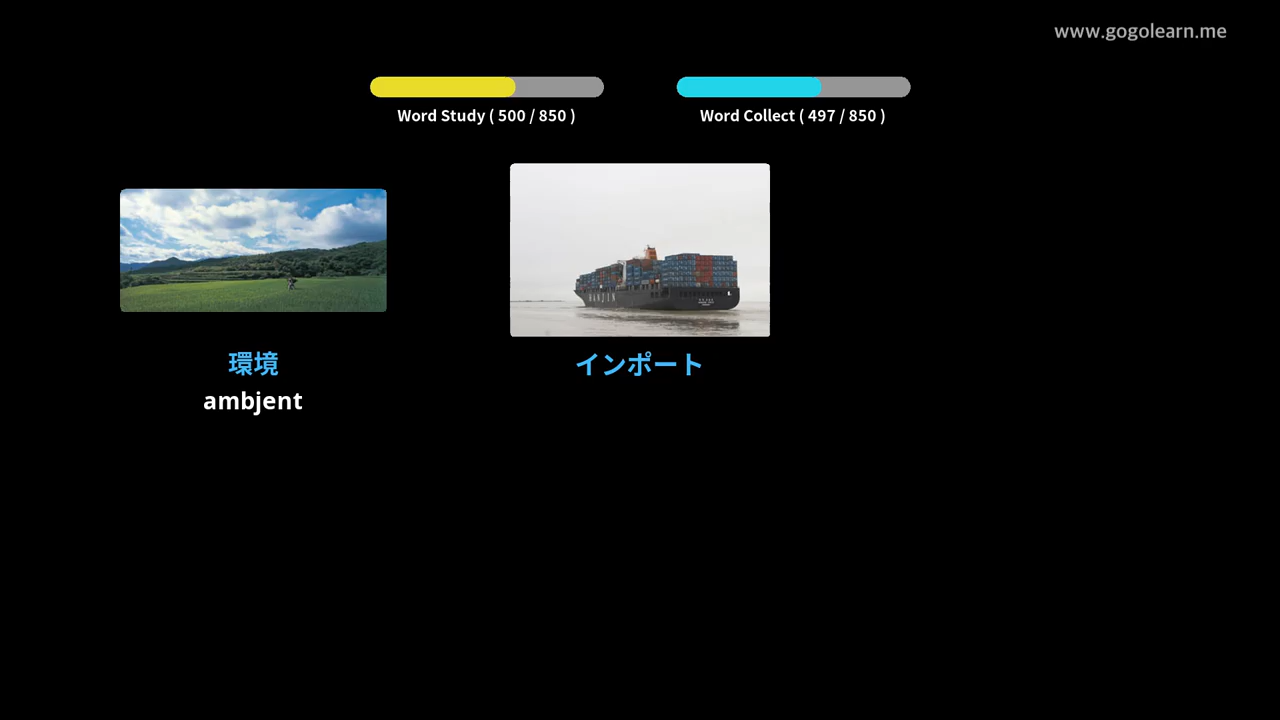 www.gogolearn.me
Word Study ( 500 / 850 )
Word Collect ( 497 / 850 )
環境
ambjent
インポート
HANJIN